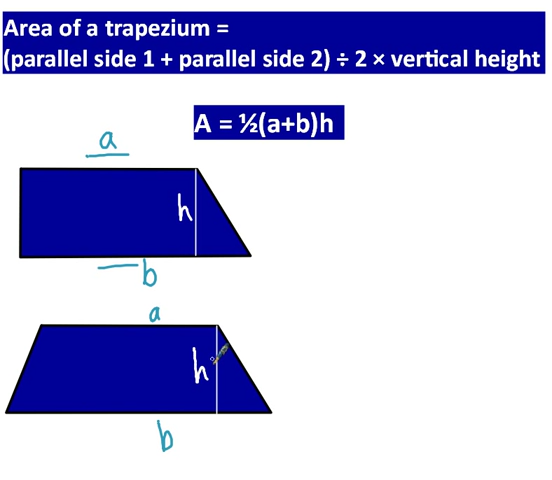 Area of a trapezium =
(parallel side 1 + parallel side 2) ÷ 2 × vertical height
A = ½(a+b)h
a
h
b
a
h
b